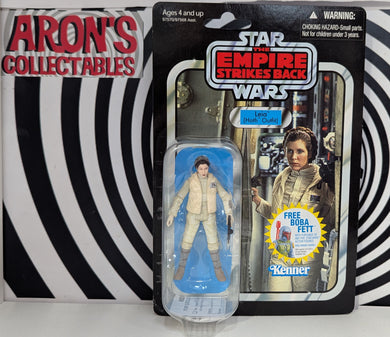 ARON'S
COLLECTABLES
Ages 4 and up
WARNING:
CHOKING HAZARD-Small parts.
Not for children under 3 years.
STAR
THE
EMPIRE
STRIKES BACK
WARS
Leia
(Hoth Outfit)
FREE
BOBA
FETT
Kenner